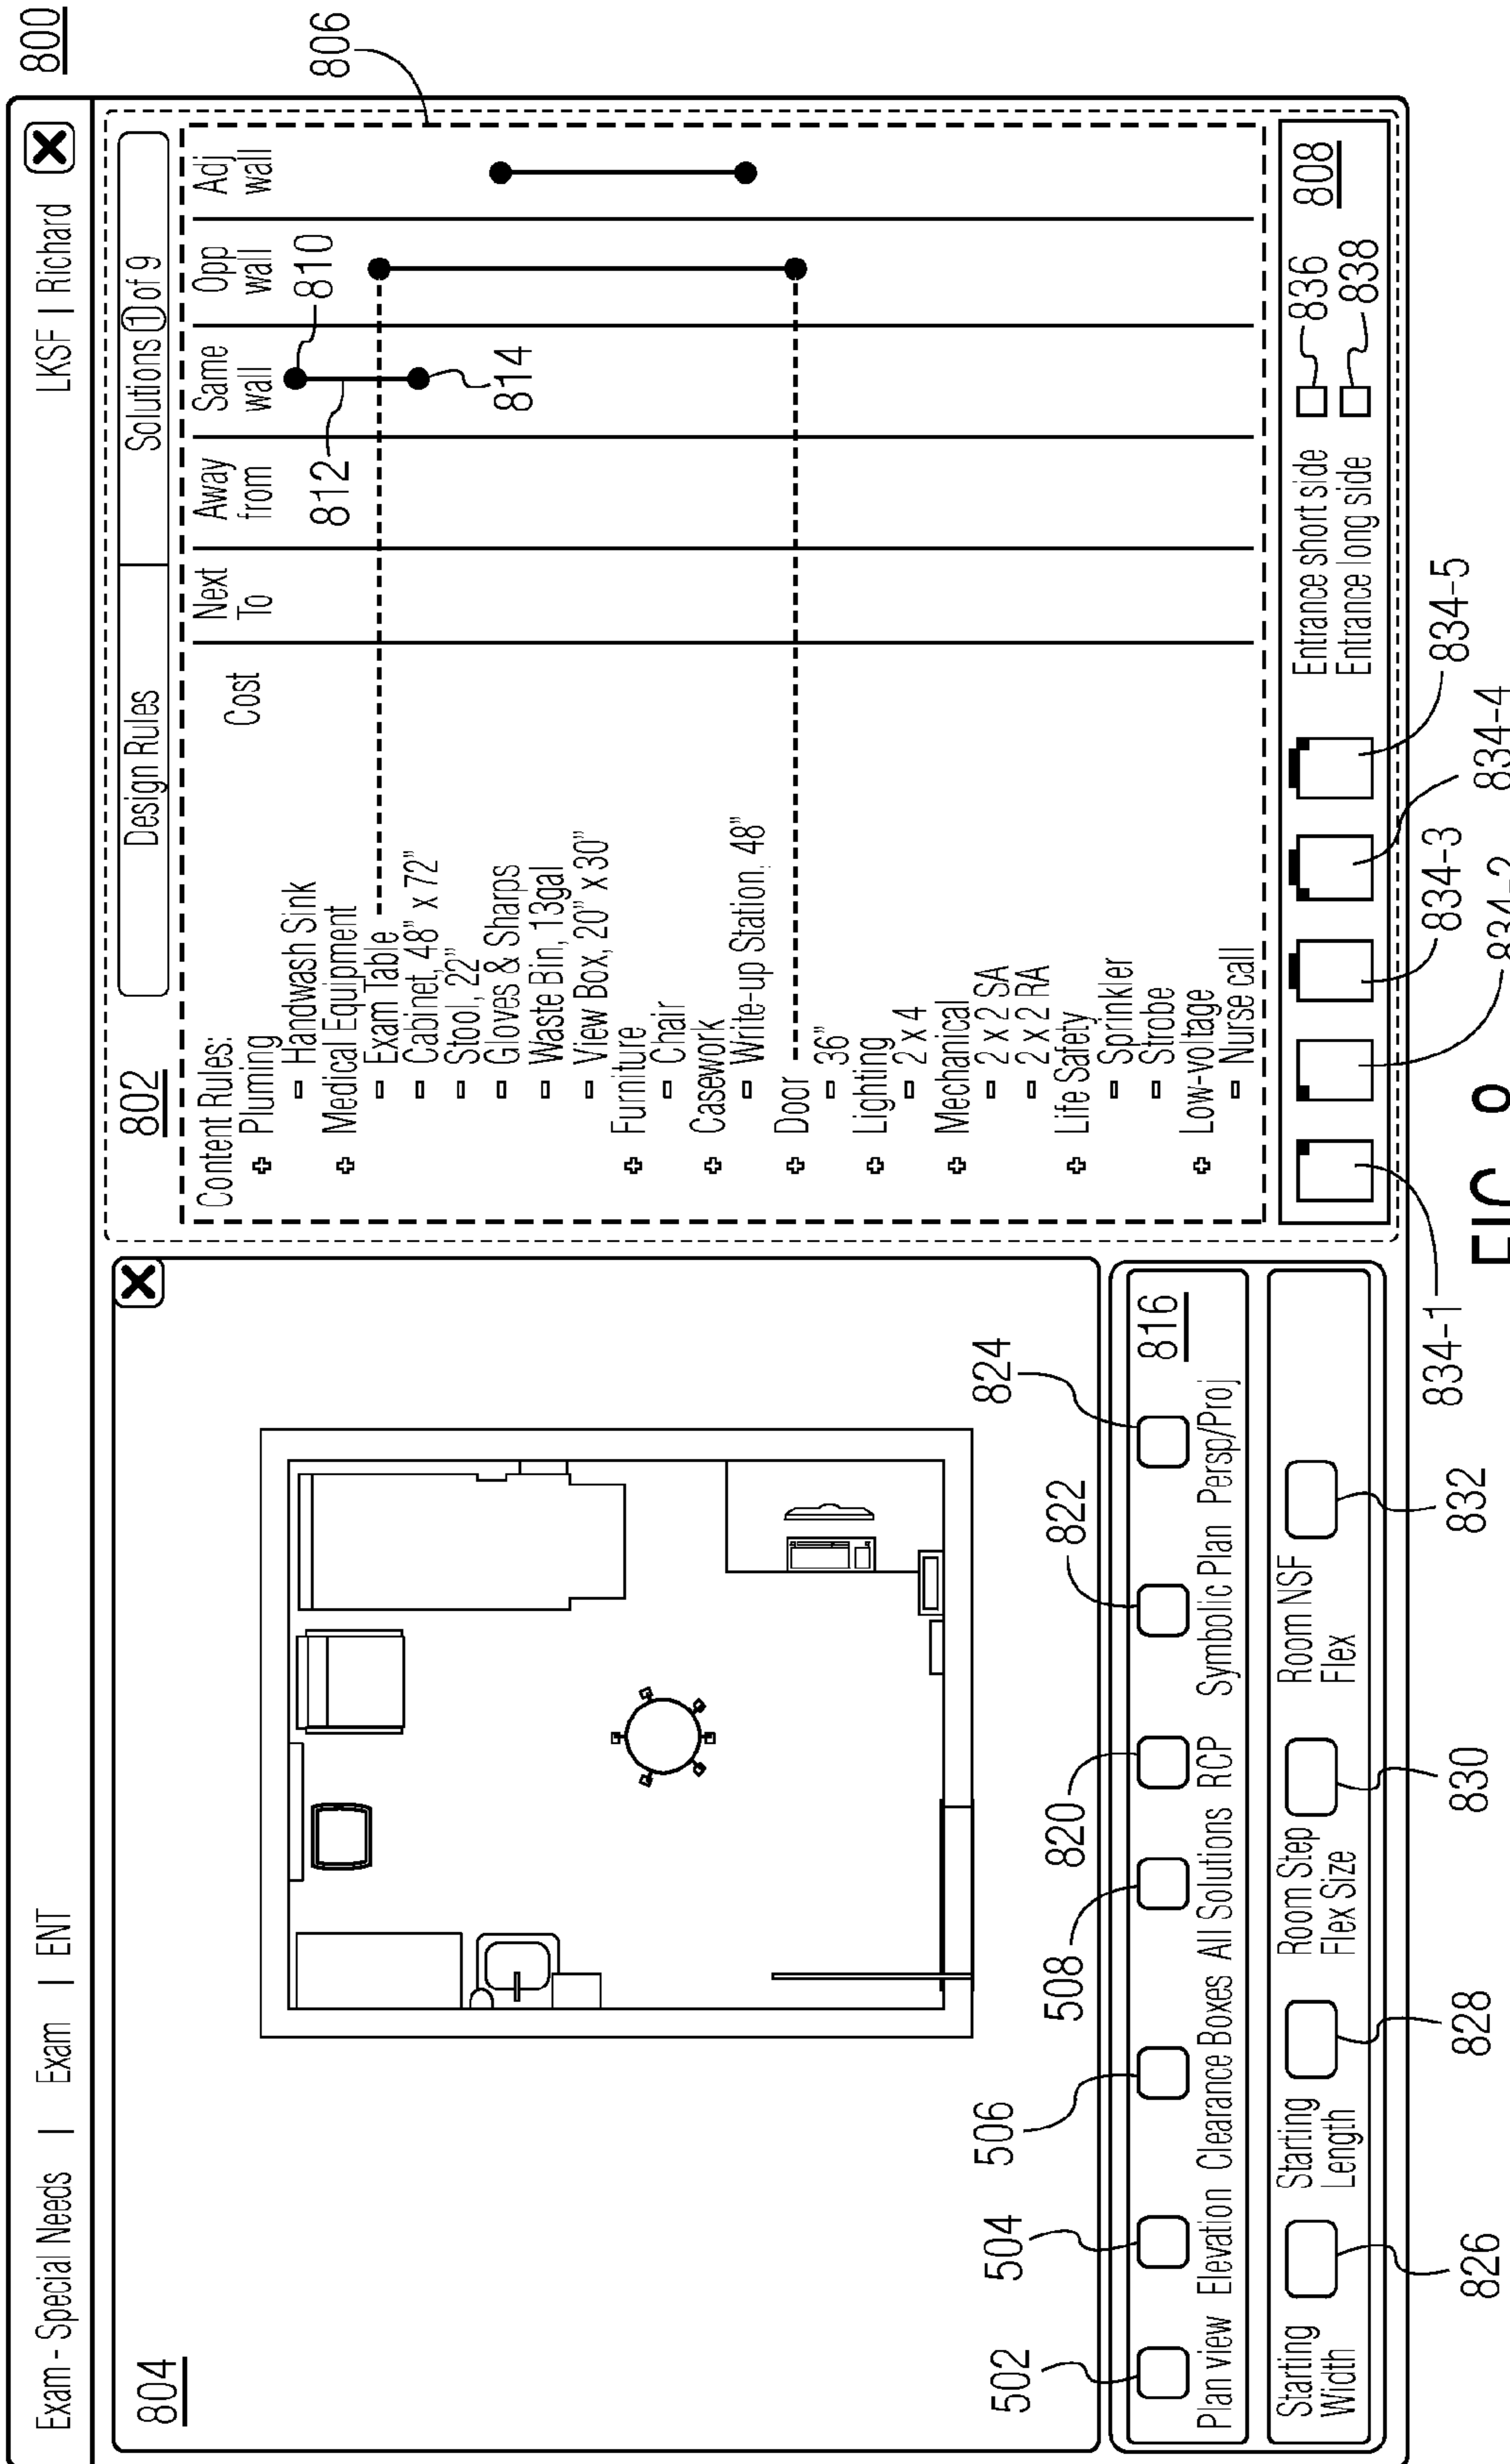 800
Exam - Special Needs | Exam | ENT LKSF | Richard
804
802
Design Rules Solutions 1 of 9
806
Content Rules: Cost Next To Away from Same wall Opp wall Adj wall
Pluming
Handwash Sink
810
Medical Equipment
812
Exam Table
Cabinet, 48" x 72"
Stool, 22"
814
Gloves & Sharps
Waste Bin, 13gal
View Box, 20" x 30"
Furniture
Chair
Casework
Write-up Station, 48"
Door
36"
Lighting
2 x 4
Mechanical
2 x 2 SA
2 x 2 RA
Life Safety
Sprinkler
Strobe
Low-voltage
Nurse call
502 504 506 508 820 822 824
816
Plan view Elevation Clearance Boxes All Solutions RCP Symbolic Plan Persp/Proj
Starting Width Starting Length Room Step Flex Size Room NSF Flex
826 828 830 832
808
Entrance short side 836
Entrance long side 838
834-1 834-2 834-3 834-4 834-5